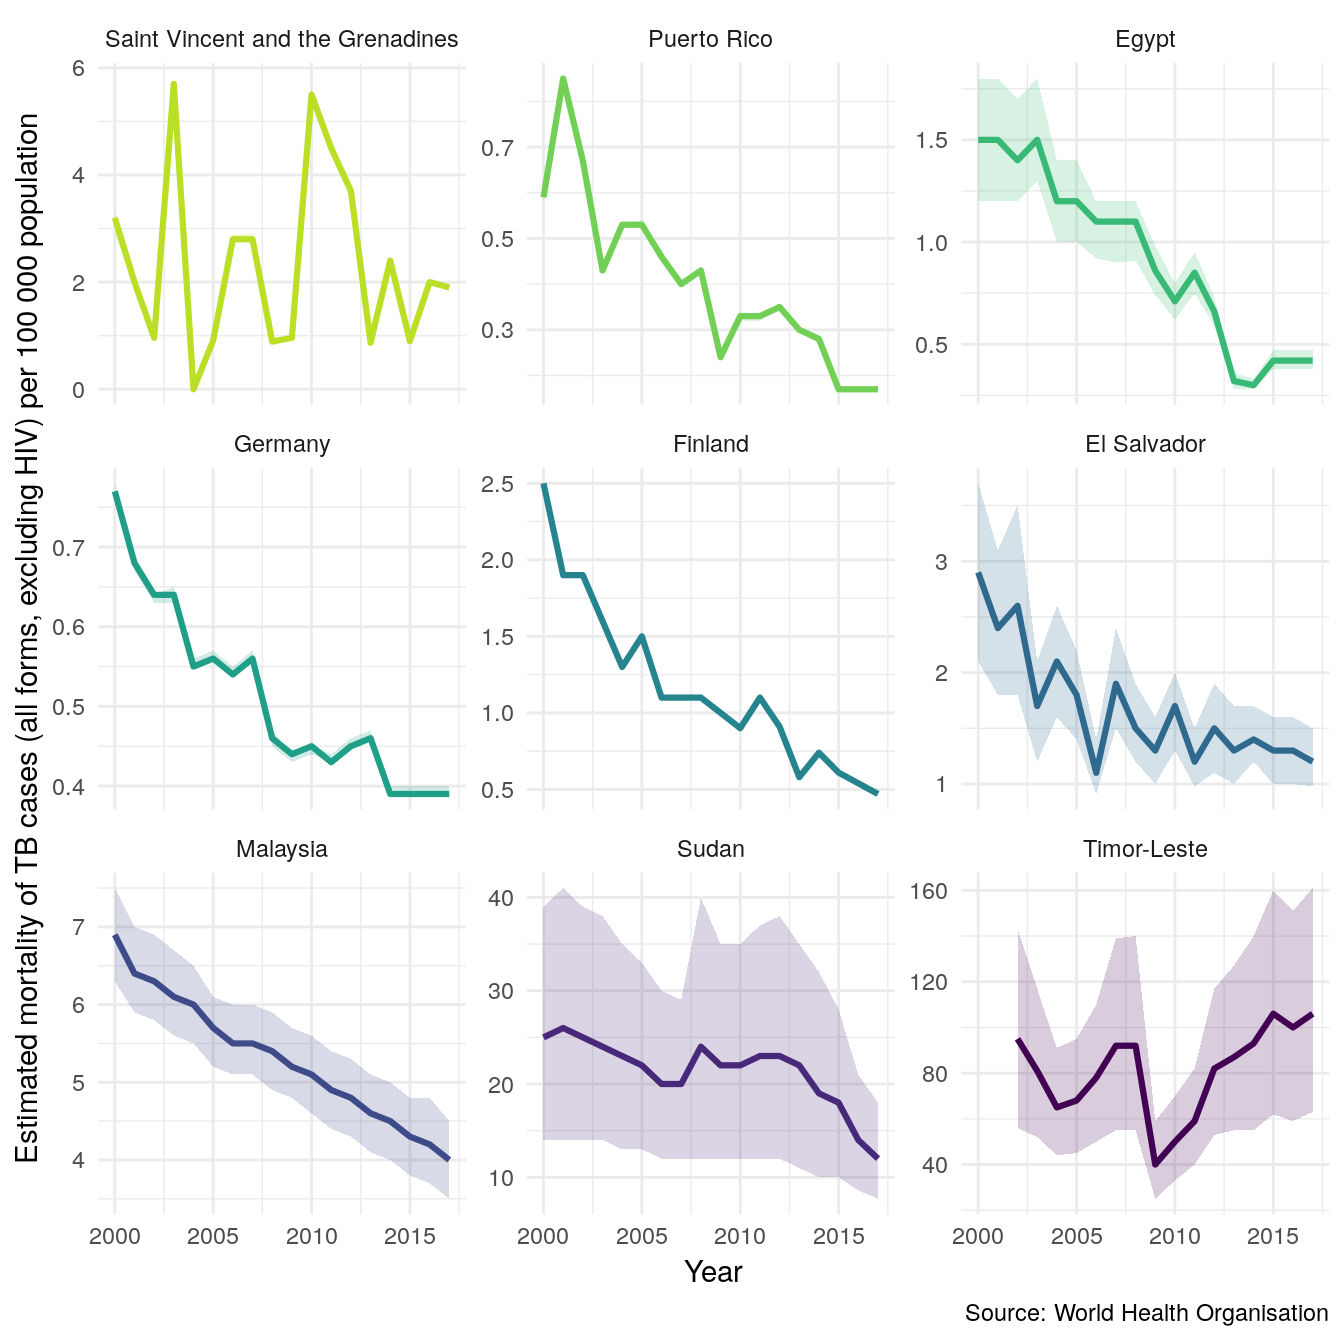 Saint Vincent and the Grenadines
Puerto Rico
Egypt
6
4
2
0
0.7
0.5
0.3
1.5
1.0
0.5
Germany
Finland
El Salvador
0.7
0.6
0.5
0.4
2.5
2.0
1.5
1.0
0.5
3
2
1
Malaysia
Sudan
Timor-Leste
7
6
5
4
40
30
20
10
160
120
80
40
2000 2005 2010 2015
2000 2005 2010 2015
2000 2005 2010 2015
Estimated mortality of TB cases (all forms, excluding HIV) per 100 000 population
Year
Source: World Health Organisation